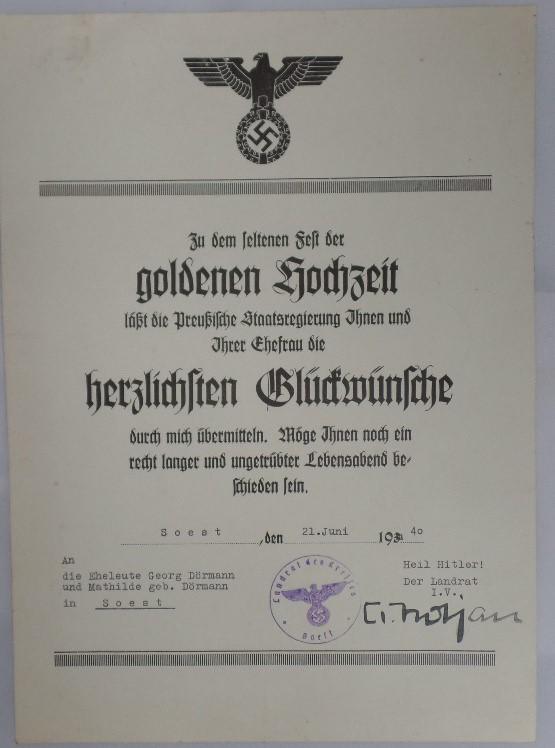 Zu dem seltenen Fest der
goldenen Hochzeit
läßt die Preußische Staatsregierung Ihnen und
Ihrer Ehefrau die
herzlichsten Glückwünsche
durch mich übermitteln. Möge Ihnen noch ein
recht langer und ungetrübter Lebensabend be-
schieden sein.
Soest, den 21.Juni 193 40
An
die Eheleute Georg Dörmann
und Mathilde geb. Dörmann
in Soest
Landrat des Kreises
Soest
Heil Hitler!
Der Landrat
I.V.